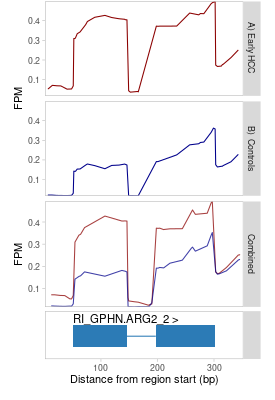 0.4
0.3
0.2
0.1
A) Early HCC
FPM
0.4
0.3
0.2
0.1
B) Controls
0.4
0.3
0.2
0.1
FPM
Combined
RI_GPHN.ARG2_2 >
100
200
300
Distance from region start (bp)